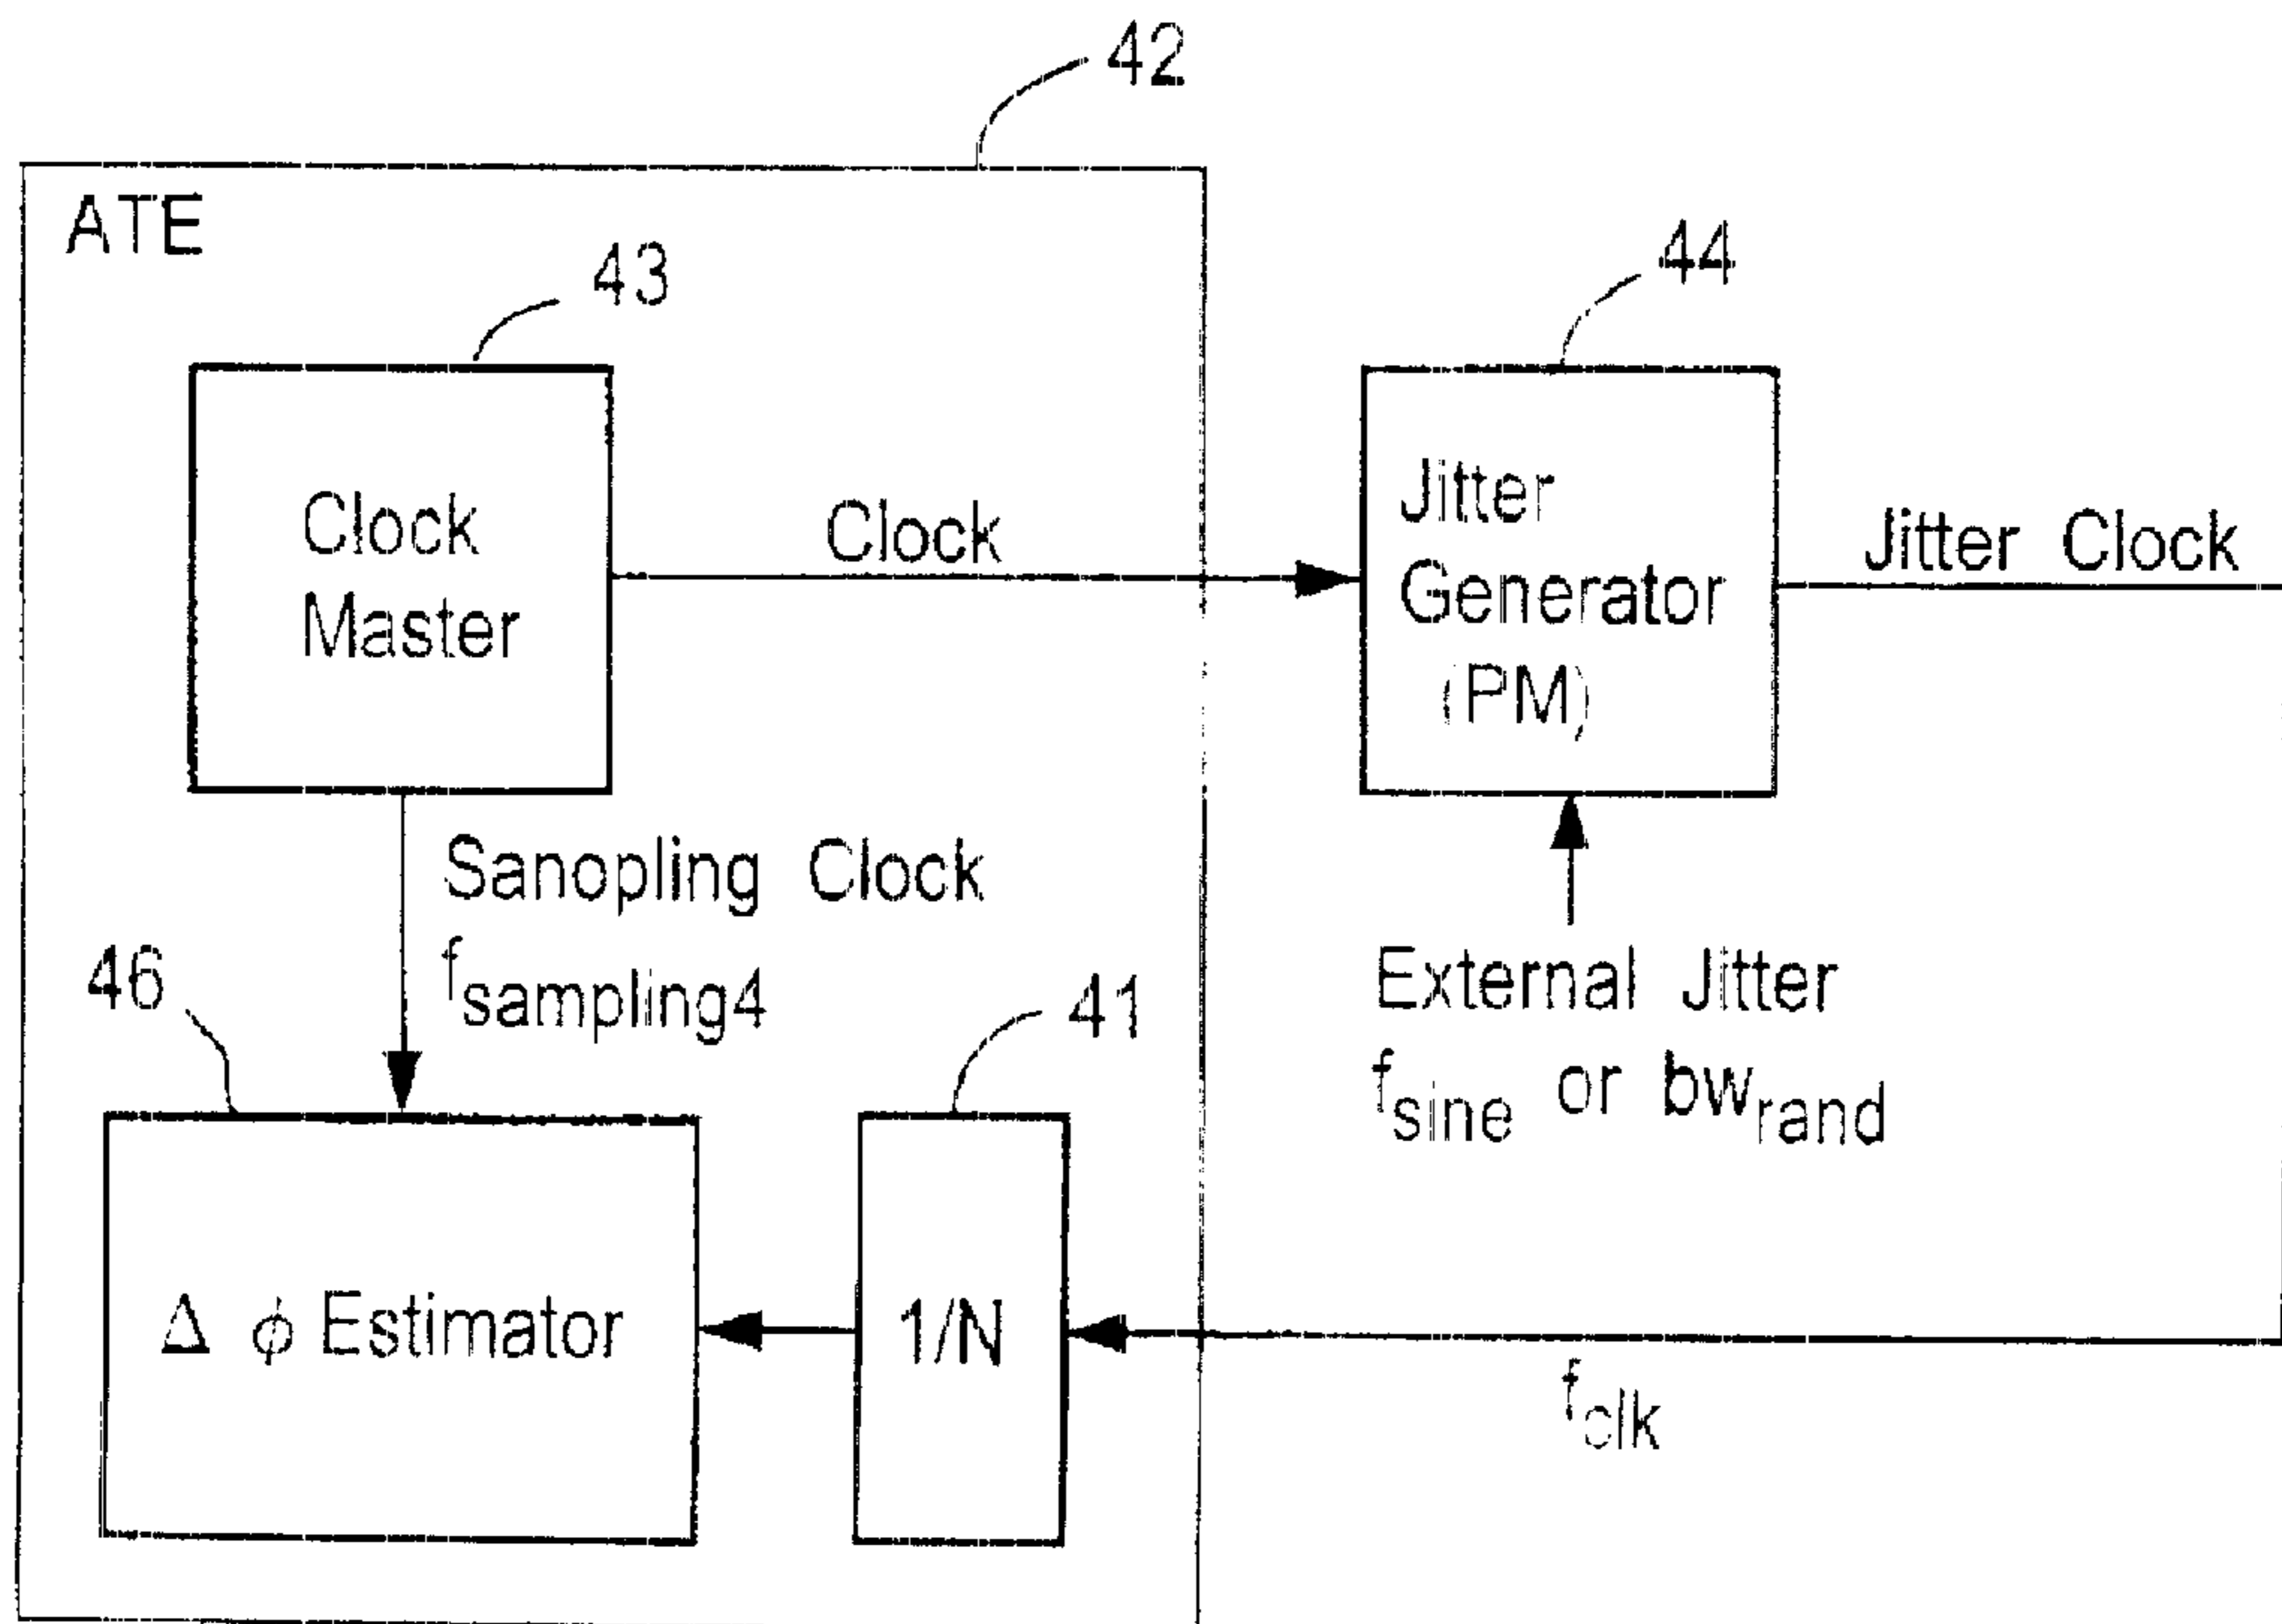 42
ATE
43
44
Clock
Master
Clock
Jitter
Generator
(PM)
Jitter Clock
Sanopling Clock
fsampling4
46
41
External Jitter
fsine or bwrand
Δ ϕ Estimator
1/N
fclk